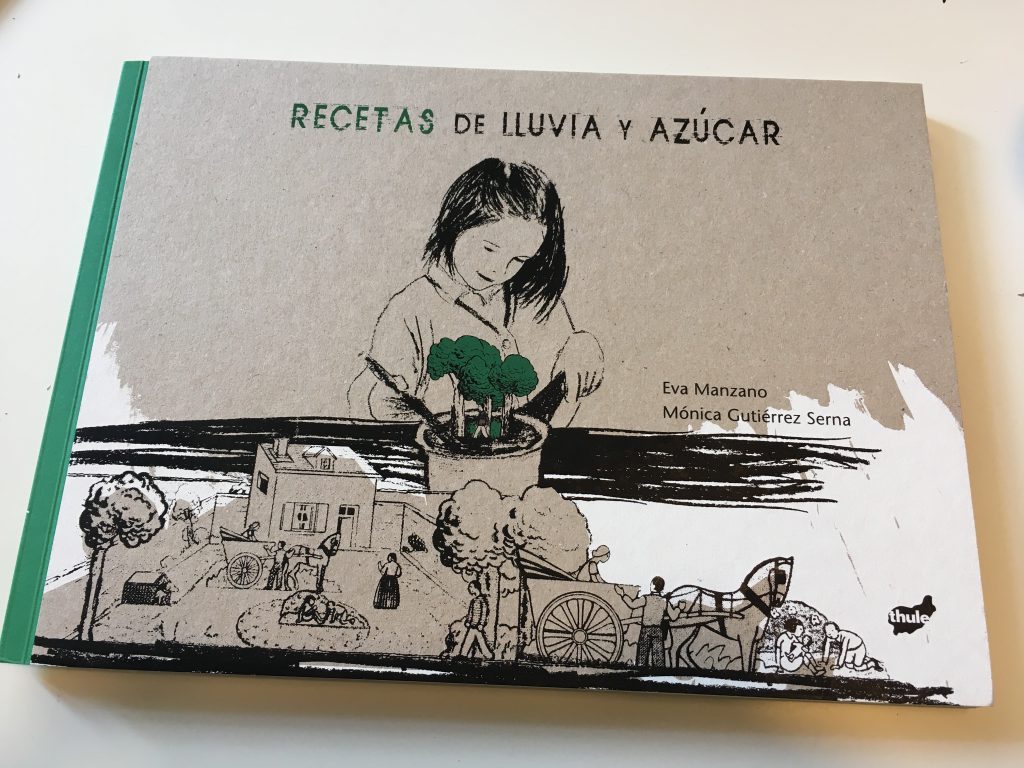 RECETAS DE LLUVIA Y AZÚCAR
Eva Manzano
Mónica Gutiérrez Serna
thule